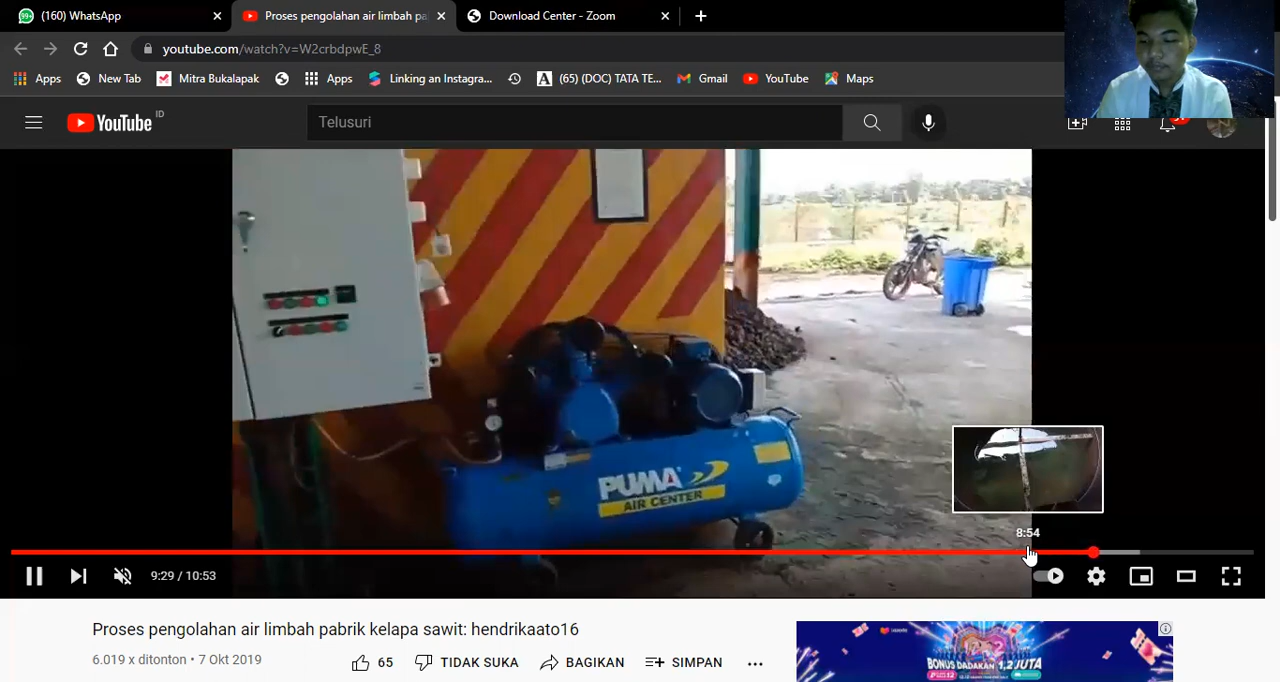 (160) WhatsApp
Proses pengolahan air limbah pa
Download Center - Zoom
youtube.com/watch?v=W2crbdpwE_8
Apps
New Tab
Mitra Bukalapak
Apps
Linking an Instagra...
(65) (DOC) TATA TE...
Gmail
YouTube
Maps
YouTube ID
Telusuri
PUMA
AIR CENTER
8:54
9:29 / 10:53
Proses pengolahan air limbah pabrik kelapa sawit: hendrikaato16
6.019 x ditonton • 7 Okt 2019
65
TIDAK SUKA
BAGIKAN
SIMPAN
BONUS DADAKAN 1,2 JUTA